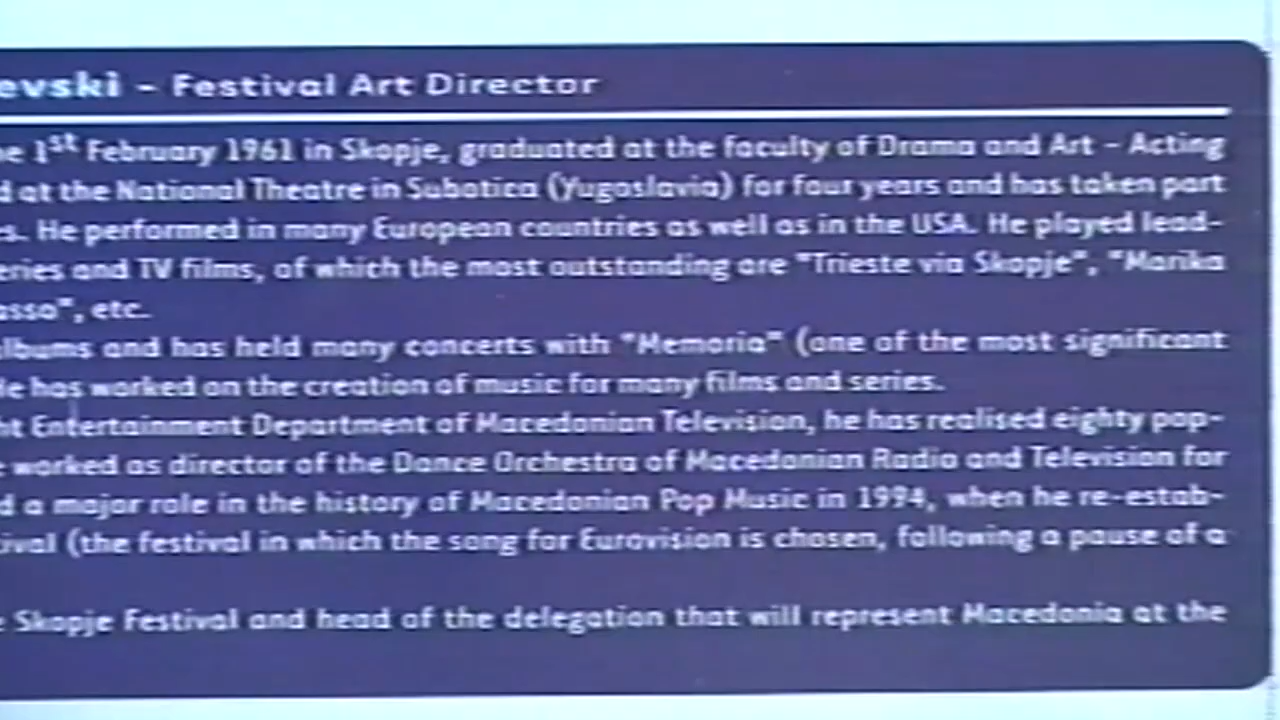 evski – Festival Art Director
he 1st February 1961 in Skopje, graduated at the faculty of Drama and Art – Acting
d at the National Theatre in Subotica (Yugoslavia) for four years and has taken part
es. He performed in many European countries as well as in the USA. He played lead-
eries and TV films, of which the most outstanding are "Trieste via Skopje", "Marika
asso", etc.
lbums and has held many concerts with "Memoria" (one of the most significant
He has worked on the creation of music for many films and series.
ht Entertainment Department of Macedonian Television, he has realised eighty pop-
e worked as director of the Dance Orchestra of Macedonian Radio and Television for
d a major role in the history of Macedonian Pop Music in 1994, when he re-estab-
tival (the festival in which the song for Eurovision is chosen, following a pause of a
e Skopje Festival and head of the delegation that will represent Macedonia at the